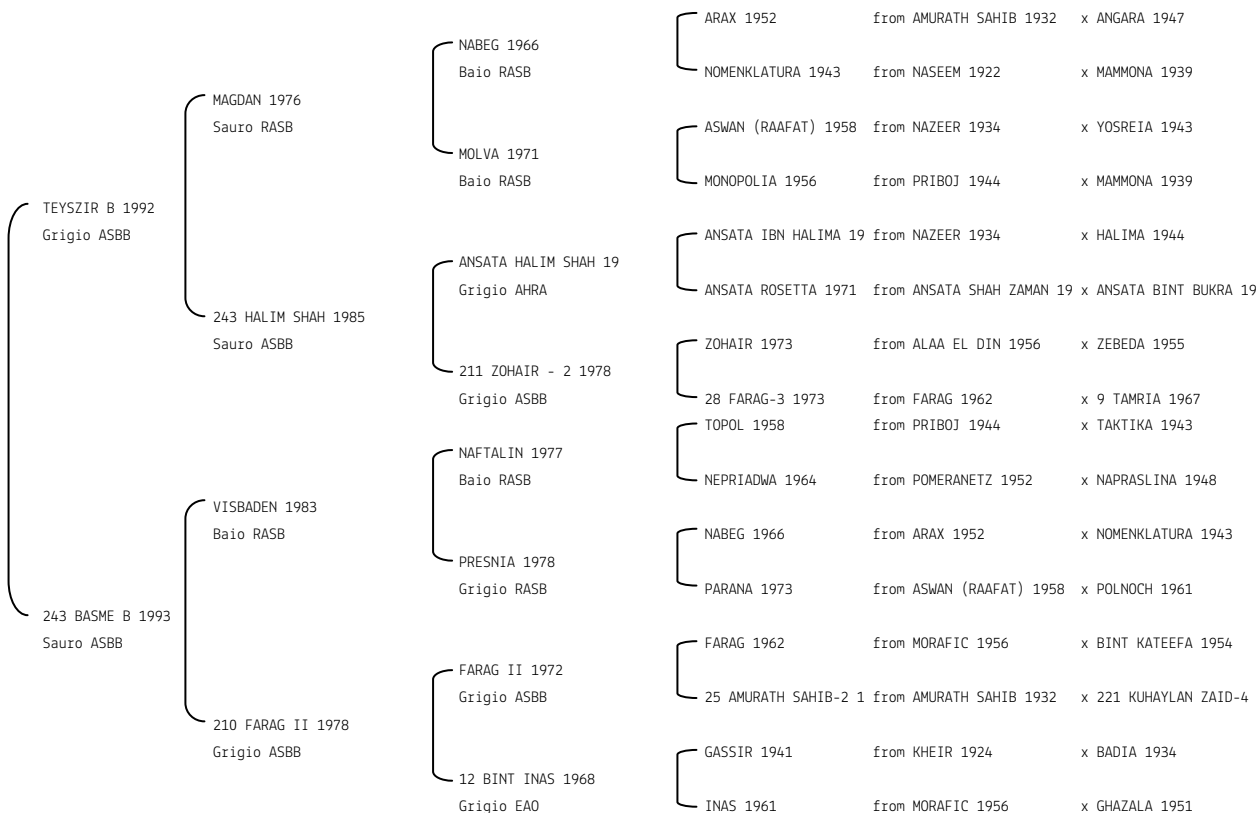 ARAX 1952 from AMURATH SAHIB 1932 x ANGARA 1947
NABEG 1966
Baio RASB
NOMENKLATURA 1943 from NASEEM 1922 x MAMMONA 1939
MAGDAN 1976
Sauro RASB
ASWAN (RAAFAT) 1958 from NAZEER 1934 x YOSREIA 1943
MOLVA 1971
Baio RASB
MONOPOLIA 1956 from PRIBOJ 1944 x MAMMONA 1939
TEYSZIR B 1992
Grigio ASBB
ANSATA IBN HALIMA 19 from NAZEER 1934 x HALIMA 1944
ANSATA HALIM SHAH 19
Grigio AHRA
ANSATA ROSETTA 1971 from ANSATA SHAH ZAMAN 19 x ANSATA BINT BUKRA 19
243 HALIM SHAH 1985
Sauro ASBB
ZOHAIR 1973 from ALAA EL DIN 1956 x ZEBEDA 1955
211 ZOHAIR - 2 1978
Grigio ASBB
28 FARAG-3 1973 from FARAG 1962 x 9 TAMRIA 1967
TOPOL 1958 from PRIBOJ 1944 x TAKTIKA 1943
NAFTALIN 1977
Baio RASB
NEPRIADWA 1964 from POMERANETZ 1952 x NAPRASLINA 1948
VISBADEN 1983
Baio RASB
NABEG 1966 from ARAX 1952 x NOMENKLATURA 1943
PRESNIA 1978
Grigio RASB
PARANA 1973 from ASWAN (RAAFAT) 1958 x POLNOCH 1961
243 BASME B 1993
Sauro ASBB
FARAG 1962 from MORAFIC 1956 x BINT KATEEFA 1954
FARAG II 1972
Grigio ASBB
25 AMURATH SAHIB-2 1 from AMURATH SAHIB 1932 x 221 KUHAYLAN ZAID-4
210 FARAG II 1978
Grigio ASBB
GASSIR 1941 from KHEIR 1924 x BADIA 1934
12 BINT INAS 1968
Grigio EAO
INAS 1961 from MORAFIC 1956 x GHAZALA 1951